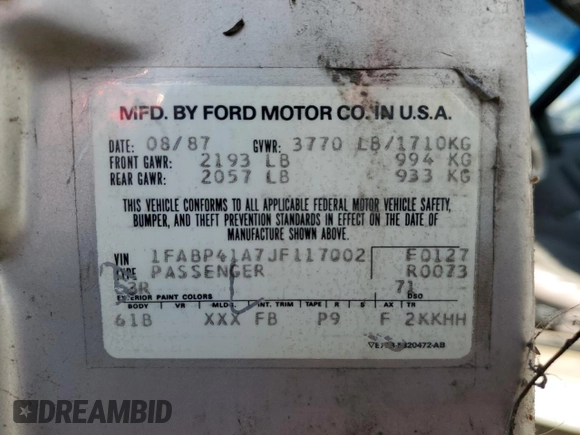 MFD. BY FORD MOTOR CO. IN U.S.A.
DATE: 08/87 GVWR: 3770 LB/1710KG
FRONT GAWR: 2193 LB 994 KG
REAR GAWR: 2057 LB 933 KG
THIS VEHICLE CONFORMS TO ALL APPLICABLE FEDERAL MOTOR VEHICLE SAFETY,
BUMPER, AND THEFT PREVENTION STANDARDS IN EFFECT ON THE DATE OF
MANUFACTURE SHOWN ABOVE.
VIN 1FABP41A7JF117002 F0127
TYPE PASSENGER R0073
53R 71
EXTERIOR PAINT COLORS DSO
BODY VR MLDG. INT. TRIM TAPE R S AX TR
61B XXX FB P9 F 2KKHH
DREAMBID